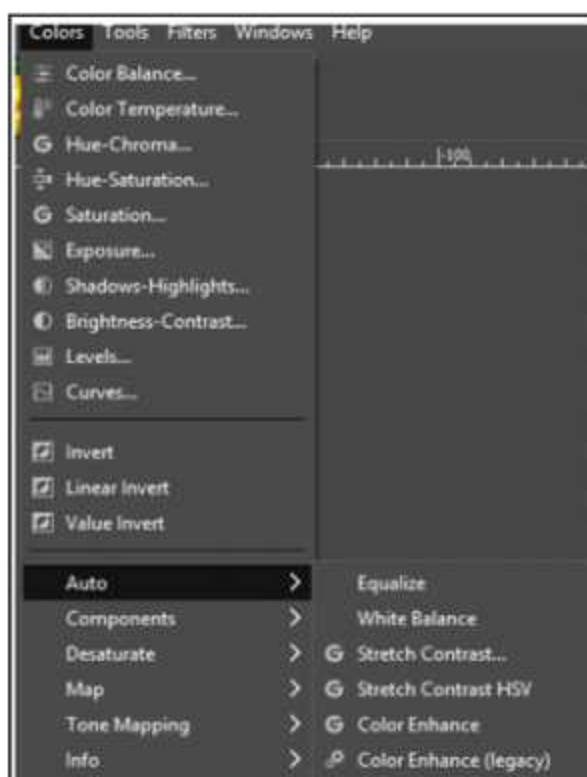 Colors Tools Filters Windows Help
Color Balance...
Color Temperature...
-100
Hue-Chroma...
Hue-Saturation...
Saturation...
Exposure...
Shadows-Highlights...
Brightness-Contrast...
Levels...
Curves...
Invert
Linear Invert
Value Invert
Auto > Equalize
Components > White Balance
Desaturate > Stretch Contrast...
Map > Stretch Contrast HSV
Tone Mapping > Color Enhance
Info > Color Enhance (legacy)